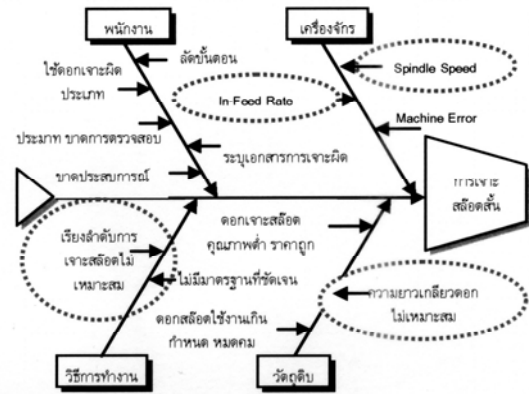 พนักงาน
เครื่องจักร
ลัดขั้นตอน
ใช้ดอกเจาะผิด
ประเภท
Spindle Speed
In-Feed Rate
ประมาท ขาดการตรวจสอบ
Machine Error
ระบุเอกสารการเจาะผิด
ขาดประสบการณ์
การเจาะ
สล๊อตสั้น
เรียงลำดับการ
เจาะสล๊อตไม่
เหมาะสม
ดอกเจาะสล๊อต
คุณภาพต่ำ ราคาถูก
ไม่มีมาตรฐานที่ชัดเจน
ความยาวเกลียวดอก
ไม่เหมาะสม
ดอกสล๊อตใช้งานเกิน
กำหนด หมดคม
วิธีการทำงาน
วัตถุดิบ